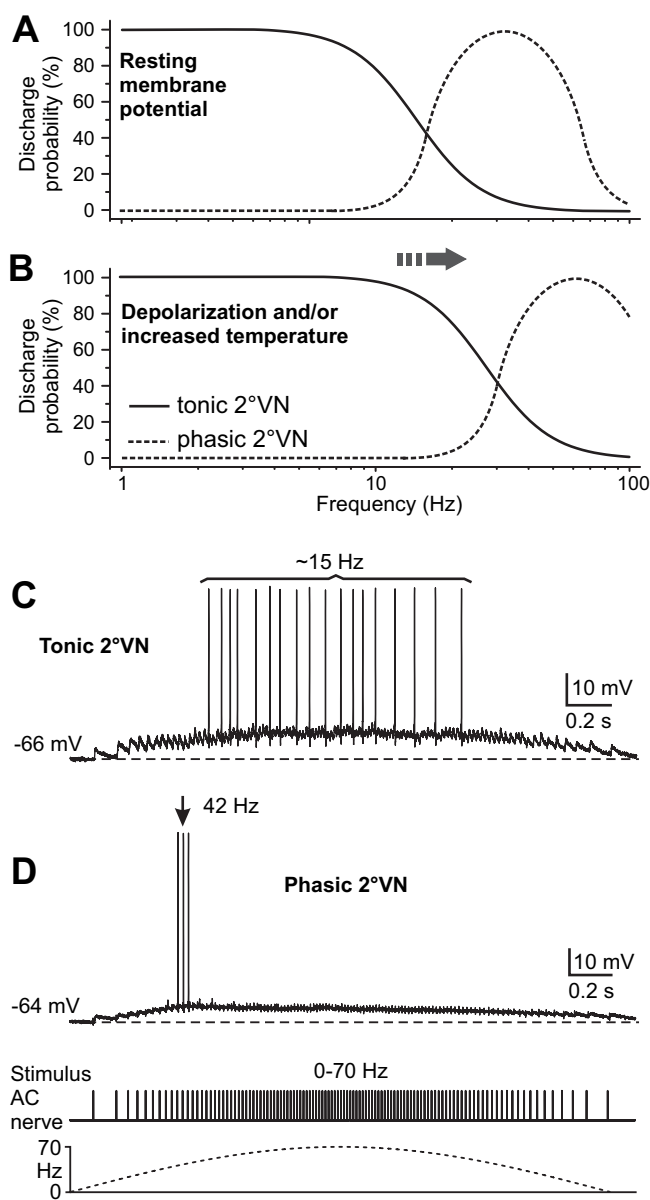 A
Discharge
probability (%)
100
80
60
40
20
0
Resting
membrane
potential
B
Discharge
probability (%)
100
80
60
40
20
0
Depolarization and/or
increased temperature
tonic 2°VN
phasic 2°VN
1
10
100
Frequency (Hz)
~15 Hz
C
Tonic 2°VN
10 mV
0.2 s
-66 mV
42 Hz
D
Phasic 2°VN
10 mV
0.2 s
-64 mV
Stimulus
AC
nerve
0-70 Hz
70
Hz
0